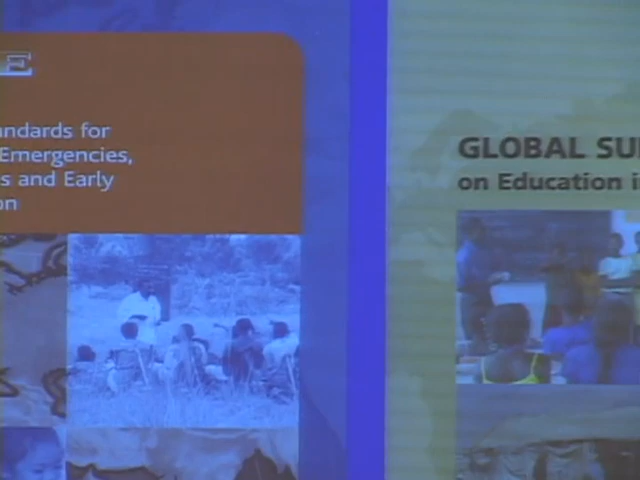 E
andards for
Emergencies,
s and Early
on
GLOBAL SU
on Education i